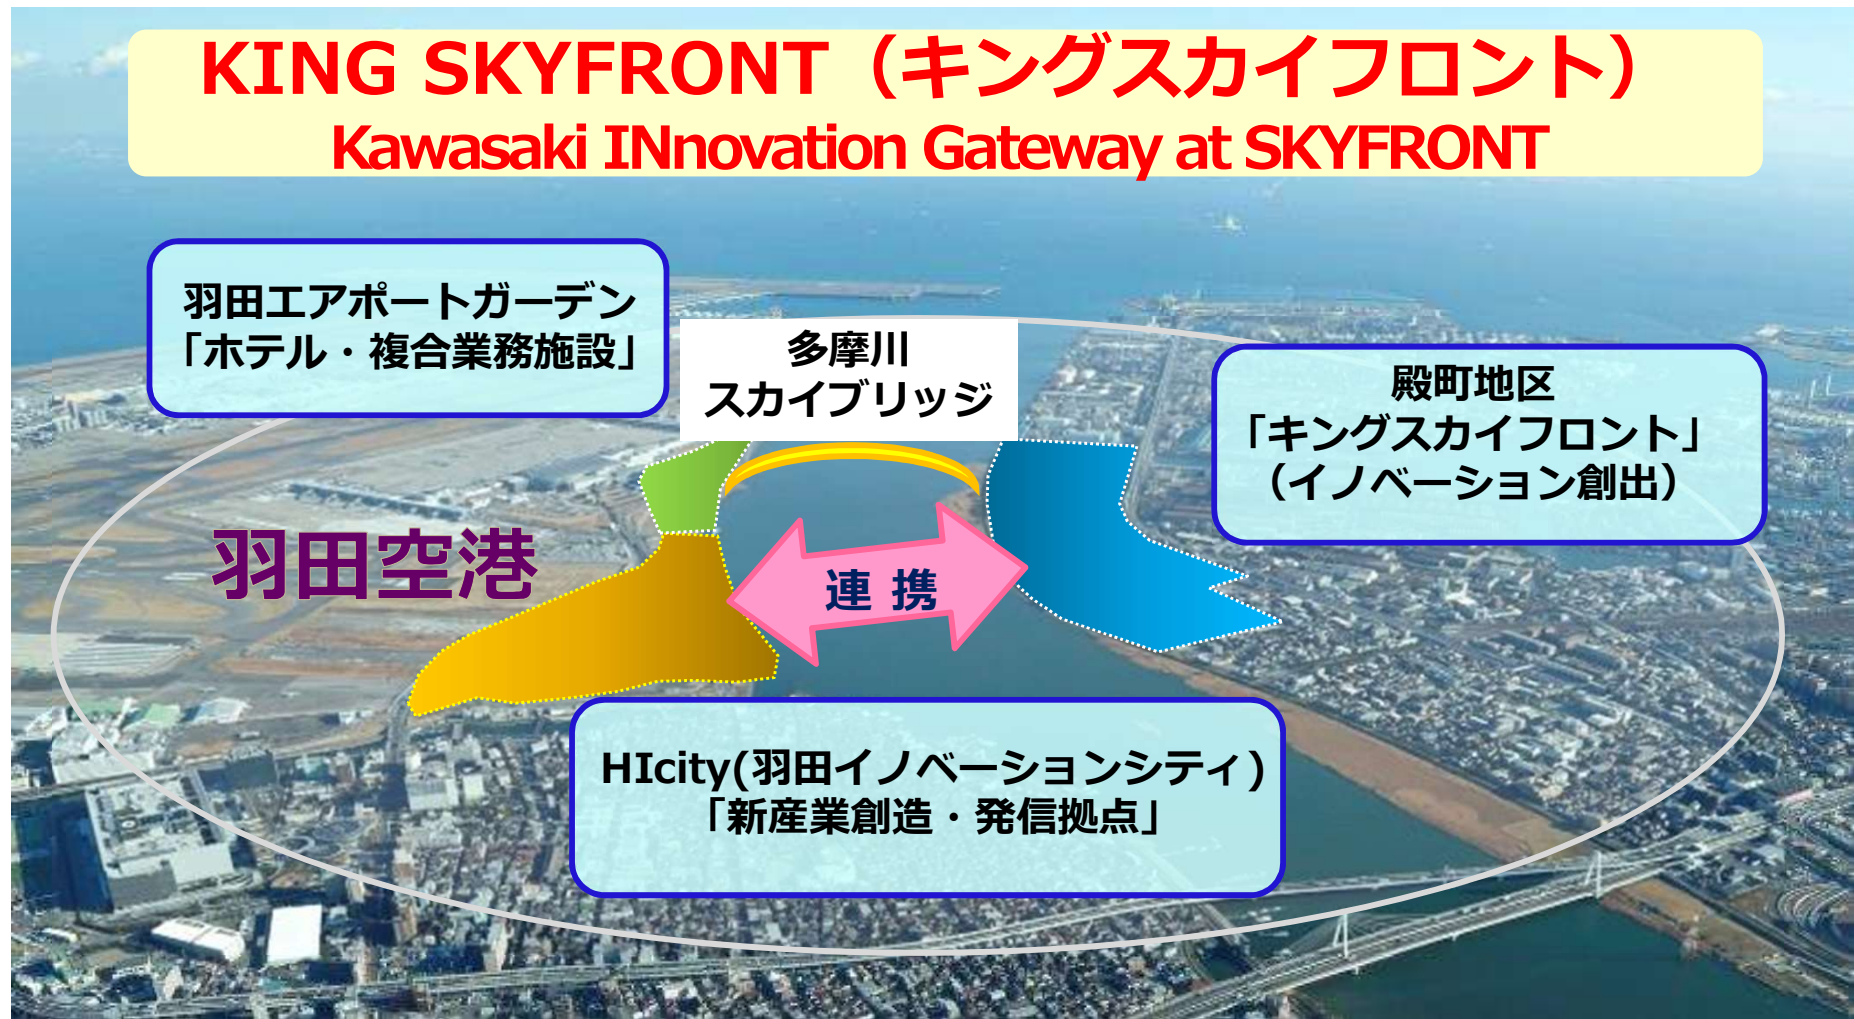 KING SKYFRONT（キングスカイフロント）
Kawasaki INnovation Gateway at SKYFRONT
羽田エアポートガーデン
「ホテル・複合業務施設」
多摩川
スカイブリッジ
殿町地区
「キングスカイフロント」
（イノベーション創出）
羽田空港
連 携
HIcity(羽田イノベーションシティ)
「新産業創造・発信拠点」